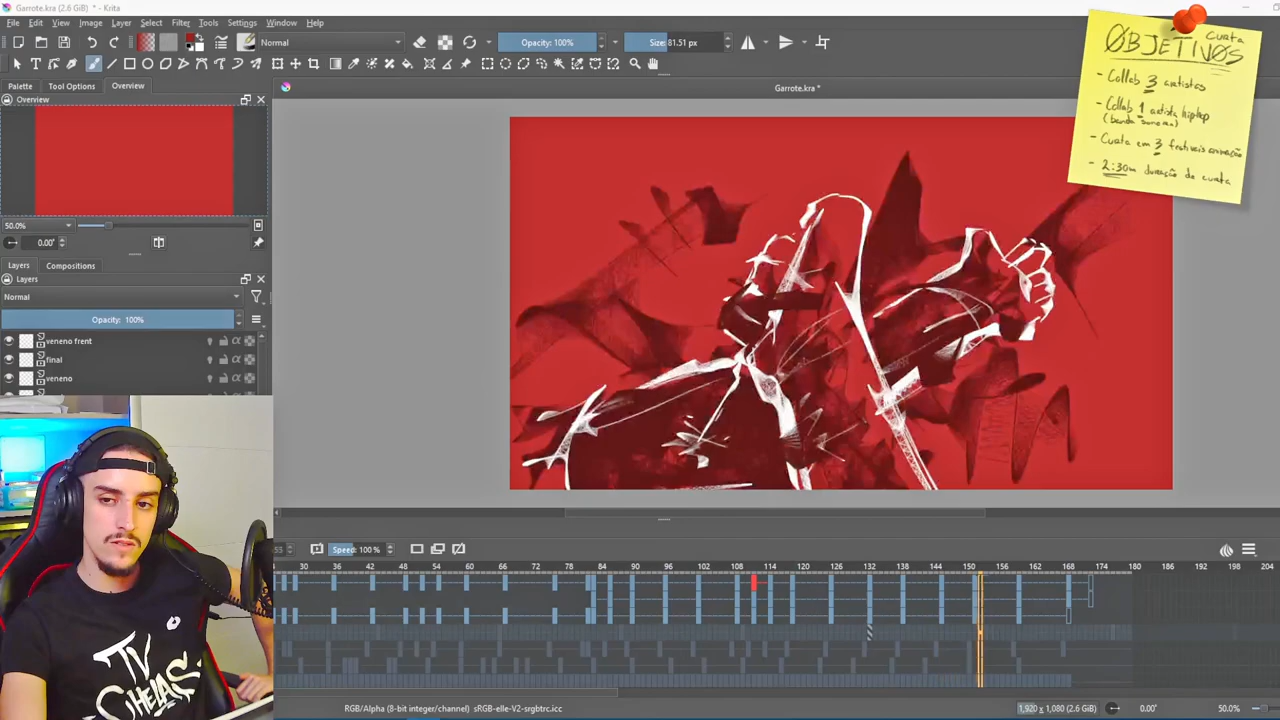 Garrote.kra (2.6 GiB) * - Krita
File Edit View Image Layer Select Filter Tools Settings Window Help
Normal
Opacity: 100%
Size: 81.51 px
Palette Tool Options Overview
Overview
Garrote.kra *
50.0%
0.00°
Layers Compositions
Layers
Normal
Opacity: 100%
veneno frent
final
veneno
OBJETIVOS
Curta
- Collab 3 artistas
- Collab 1 artista hiphop
(banda sonora)
- Curta em 3 festivais animação
- 2:30m duração da curta
TV
CHELAS
Speed: 100 %
30 36 42 48 54 60 66 72 78 84 90 96 102 108 114 120 126 132 138 144 150 156 162 168 174 180 186 192 198 204
RGB/Alpha (8-bit integer/channel) sRGB-elle-V2-srgbtrc.icc
1,920 x 1,080 (2.6 GiB)
0.00°
50.0%